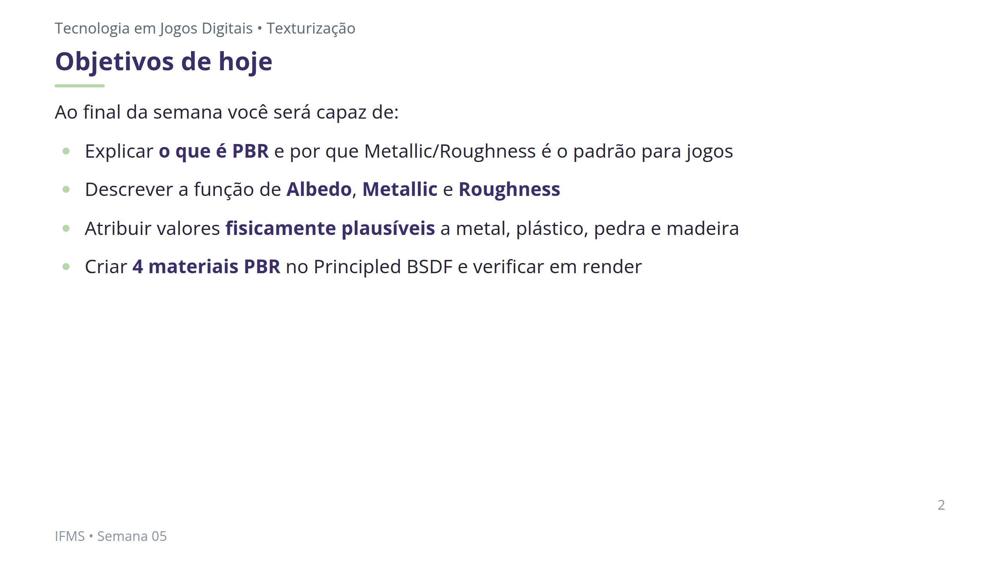 Tecnologia em Jogos Digitais • Texturização
Objetivos de hoje
Ao final da semana você será capaz de:
• Explicar o que é PBR e por que Metallic/Roughness é o padrão para jogos
• Descrever a função de Albedo, Metallic e Roughness
• Atribuir valores fisicamente plausíveis a metal, plástico, pedra e madeira
• Criar 4 materiais PBR no Principled BSDF e verificar em render
2
IFMS • Semana 05